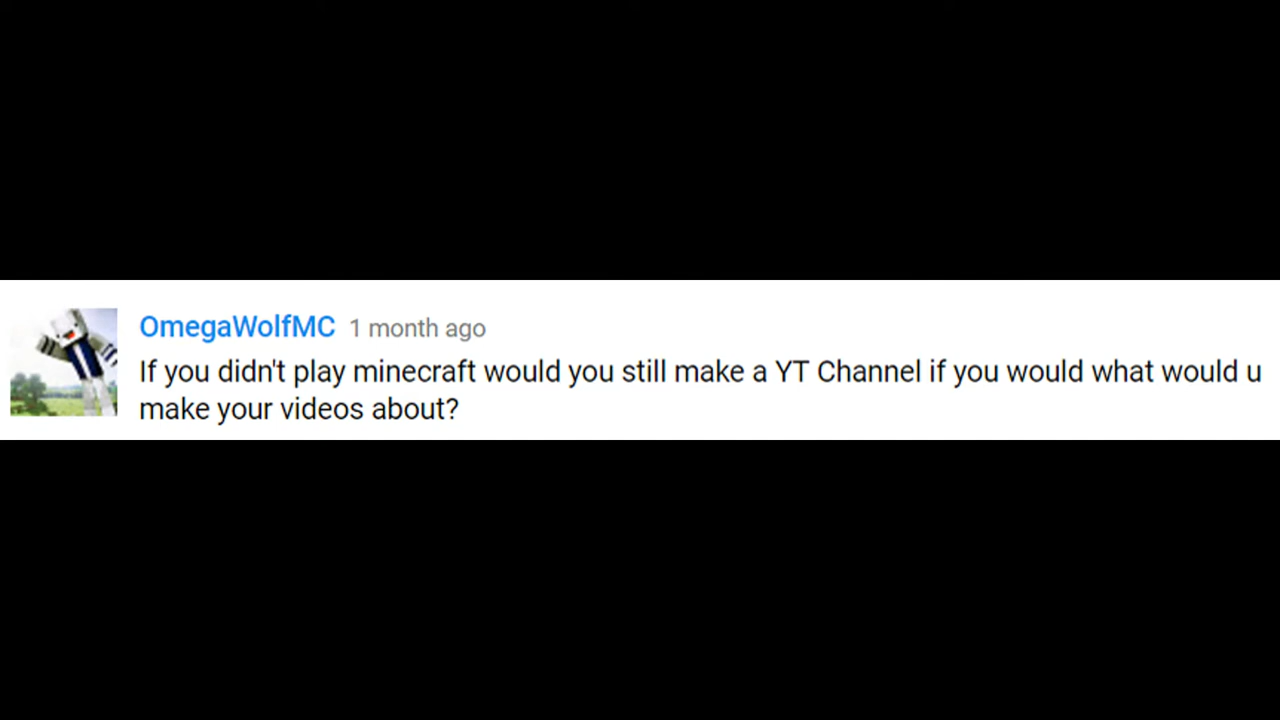 OmegaWolfMC 1 month ago
If you didn't play minecraft would you still make a YT Channel if you would what would u
make your videos about?